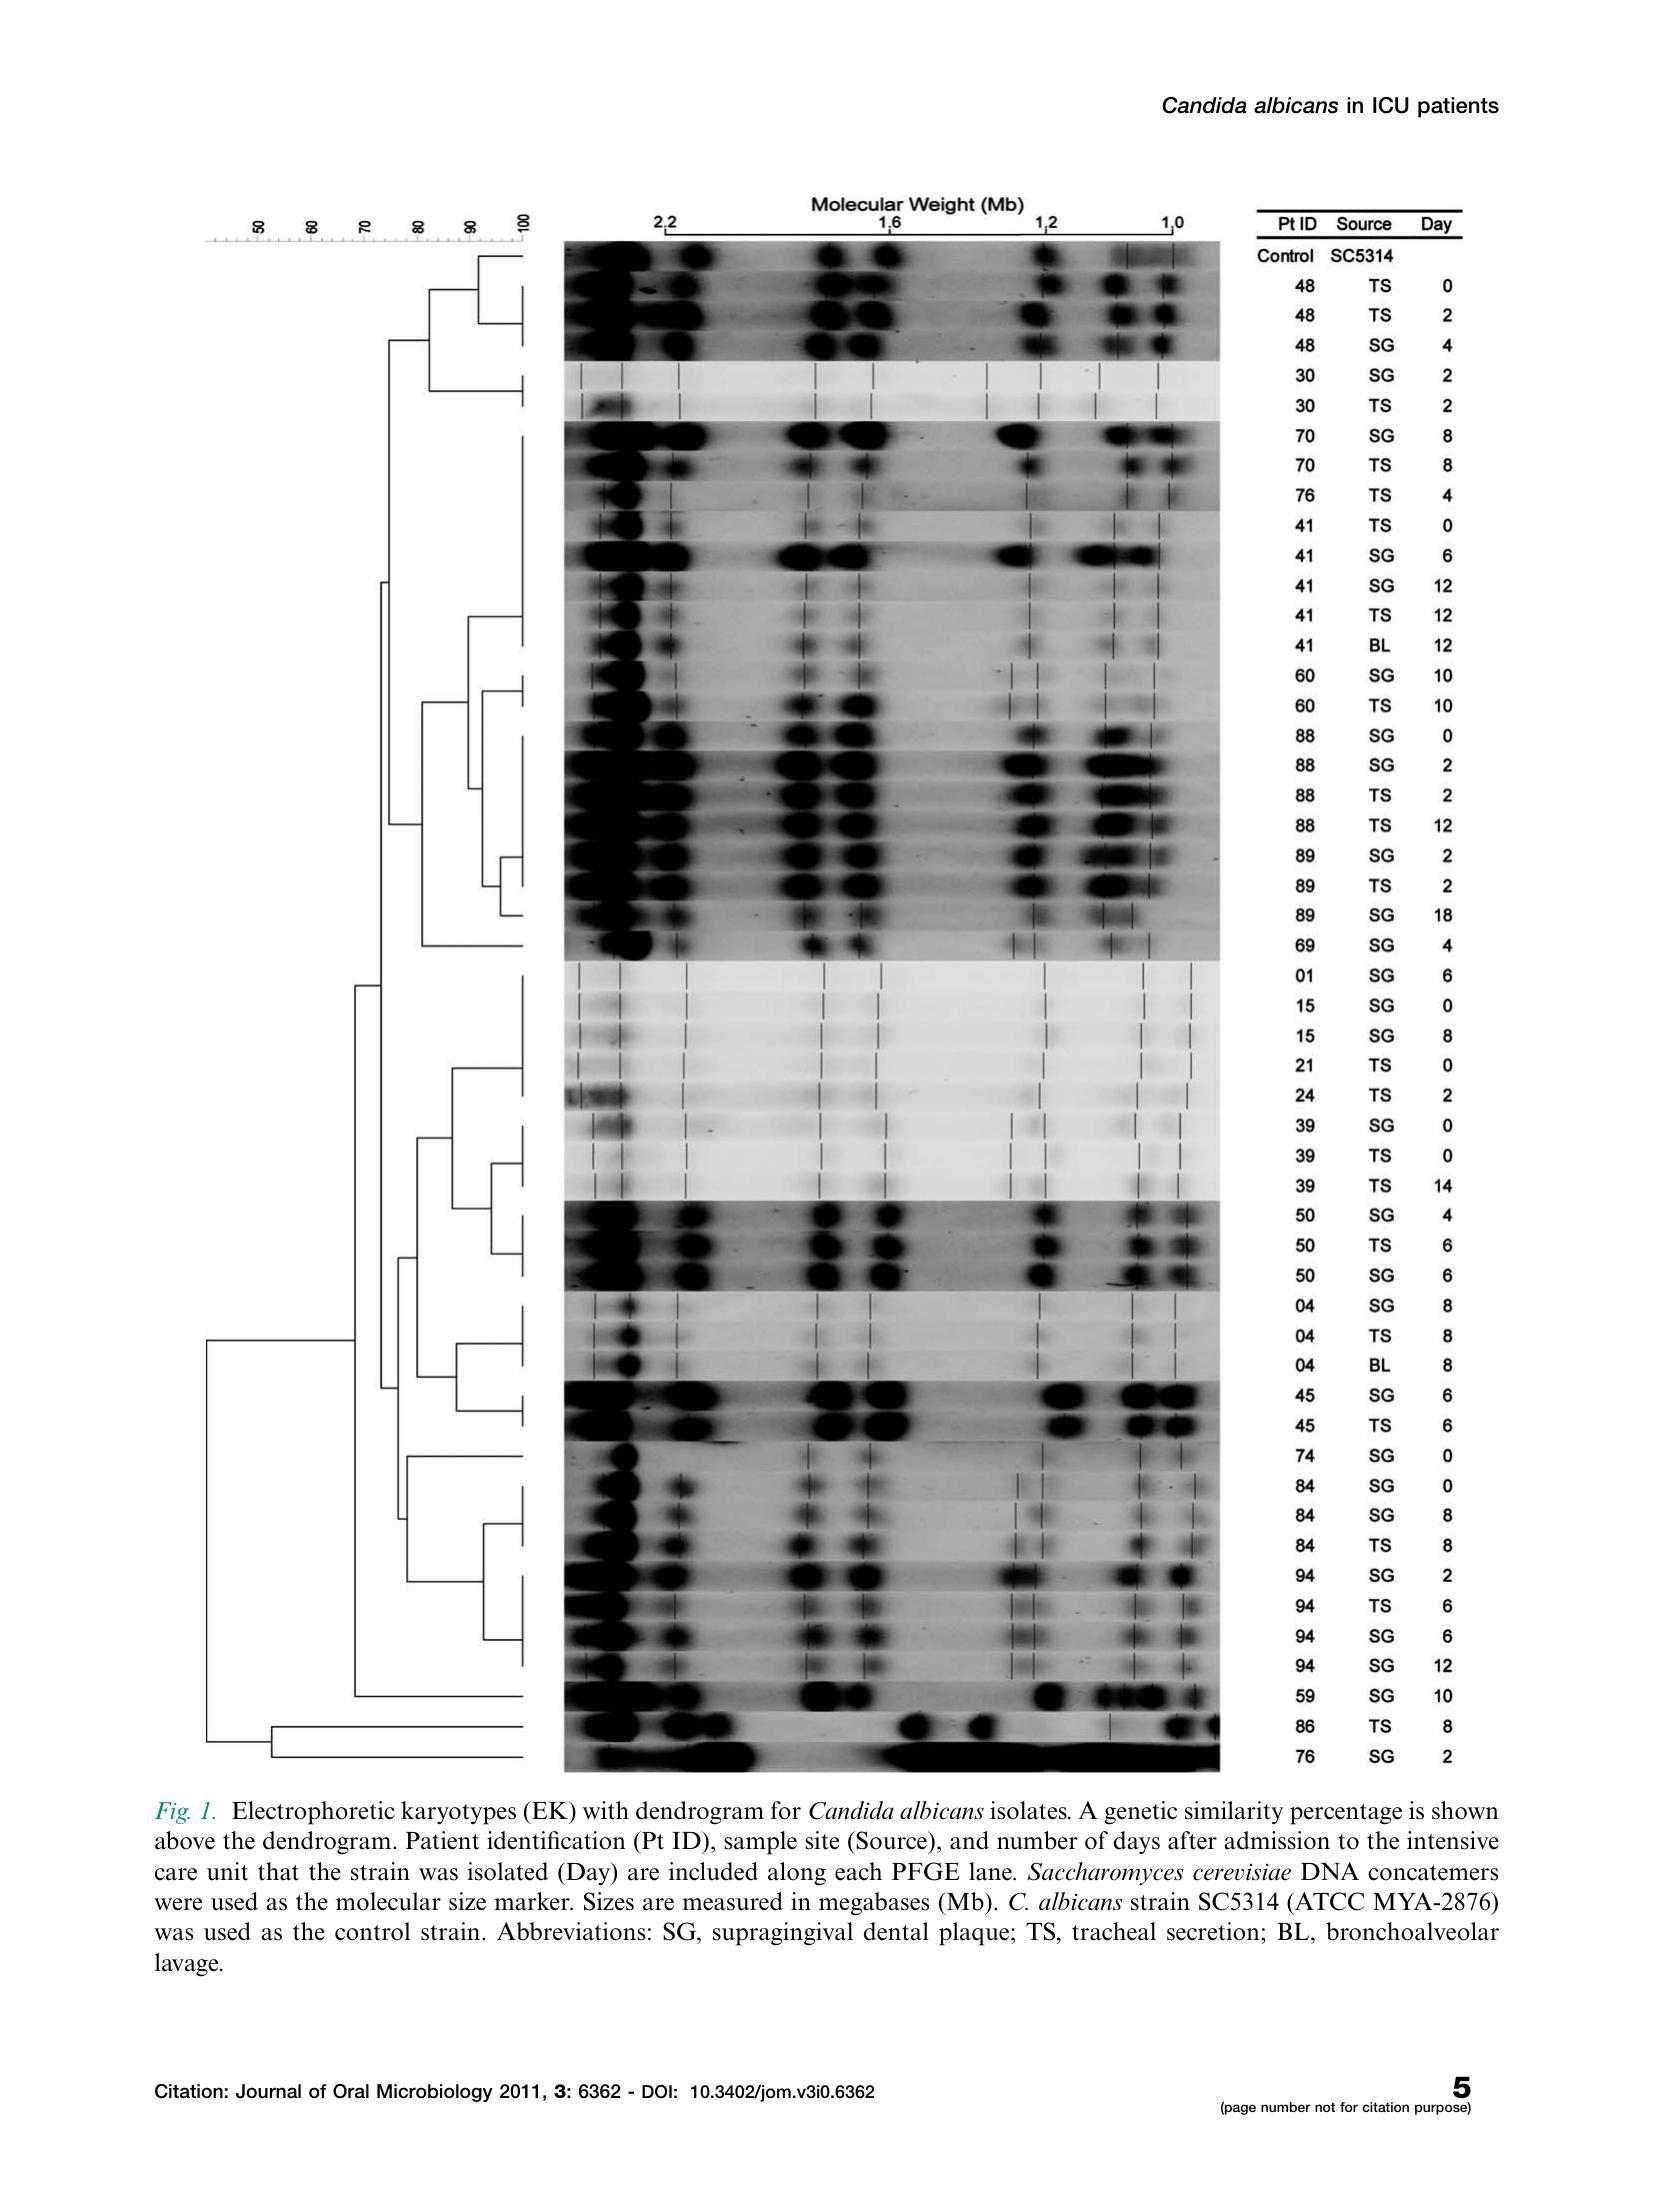 Candida albicans in ICU patients
Molecular Weight (Mb)
50 60 70 80 90 100
2.2 1.6 1.2 1.0
Pt ID Source Day
Control SC5314
48 TS 0
48 TS 2
48 SG 4
30 SG 2
30 TS 2
70 SG 8
70 TS 8
76 TS 4
41 TS 0
41 SG 6
41 SG 12
41 TS 12
41 BL 12
60 SG 10
60 TS 10
88 SG 0
88 SG 2
88 TS 2
88 TS 12
89 SG 2
89 TS 2
89 SG 18
69 SG 4
01 SG 6
15 SG 0
15 SG 8
21 TS 0
24 TS 2
39 SG 0
39 TS 0
39 TS 14
50 SG 4
50 TS 6
50 SG 6
04 SG 8
04 TS 8
04 BL 8
45 SG 6
45 TS 6
74 SG 0
84 SG 0
84 SG 8
84 TS 8
94 SG 2
94 TS 6
94 SG 6
94 SG 12
59 SG 10
86 TS 8
76 SG 2
Fig. 1. Electrophoretic karyotypes (EK) with dendrogram for Candida albicans isolates. A genetic similarity percentage is shown
above the dendrogram. Patient identification (Pt ID), sample site (Source), and number of days after admission to the intensive
care unit that the strain was isolated (Day) are included along each PFGE lane. Saccharomyces cerevisiae DNA concatemers
were used as the molecular size marker. Sizes are measured in megabases (Mb). C. albicans strain SC5314 (ATCC MYA-2876)
was used as the control strain. Abbreviations: SG, supragingival dental plaque; TS, tracheal secretion; BL, bronchoalveolar
lavage.
Citation: Journal of Oral Microbiology 2011, 3: 6362 - DOI: 10.3402/jom.v3i0.6362
5
(page number not for citation purpose)